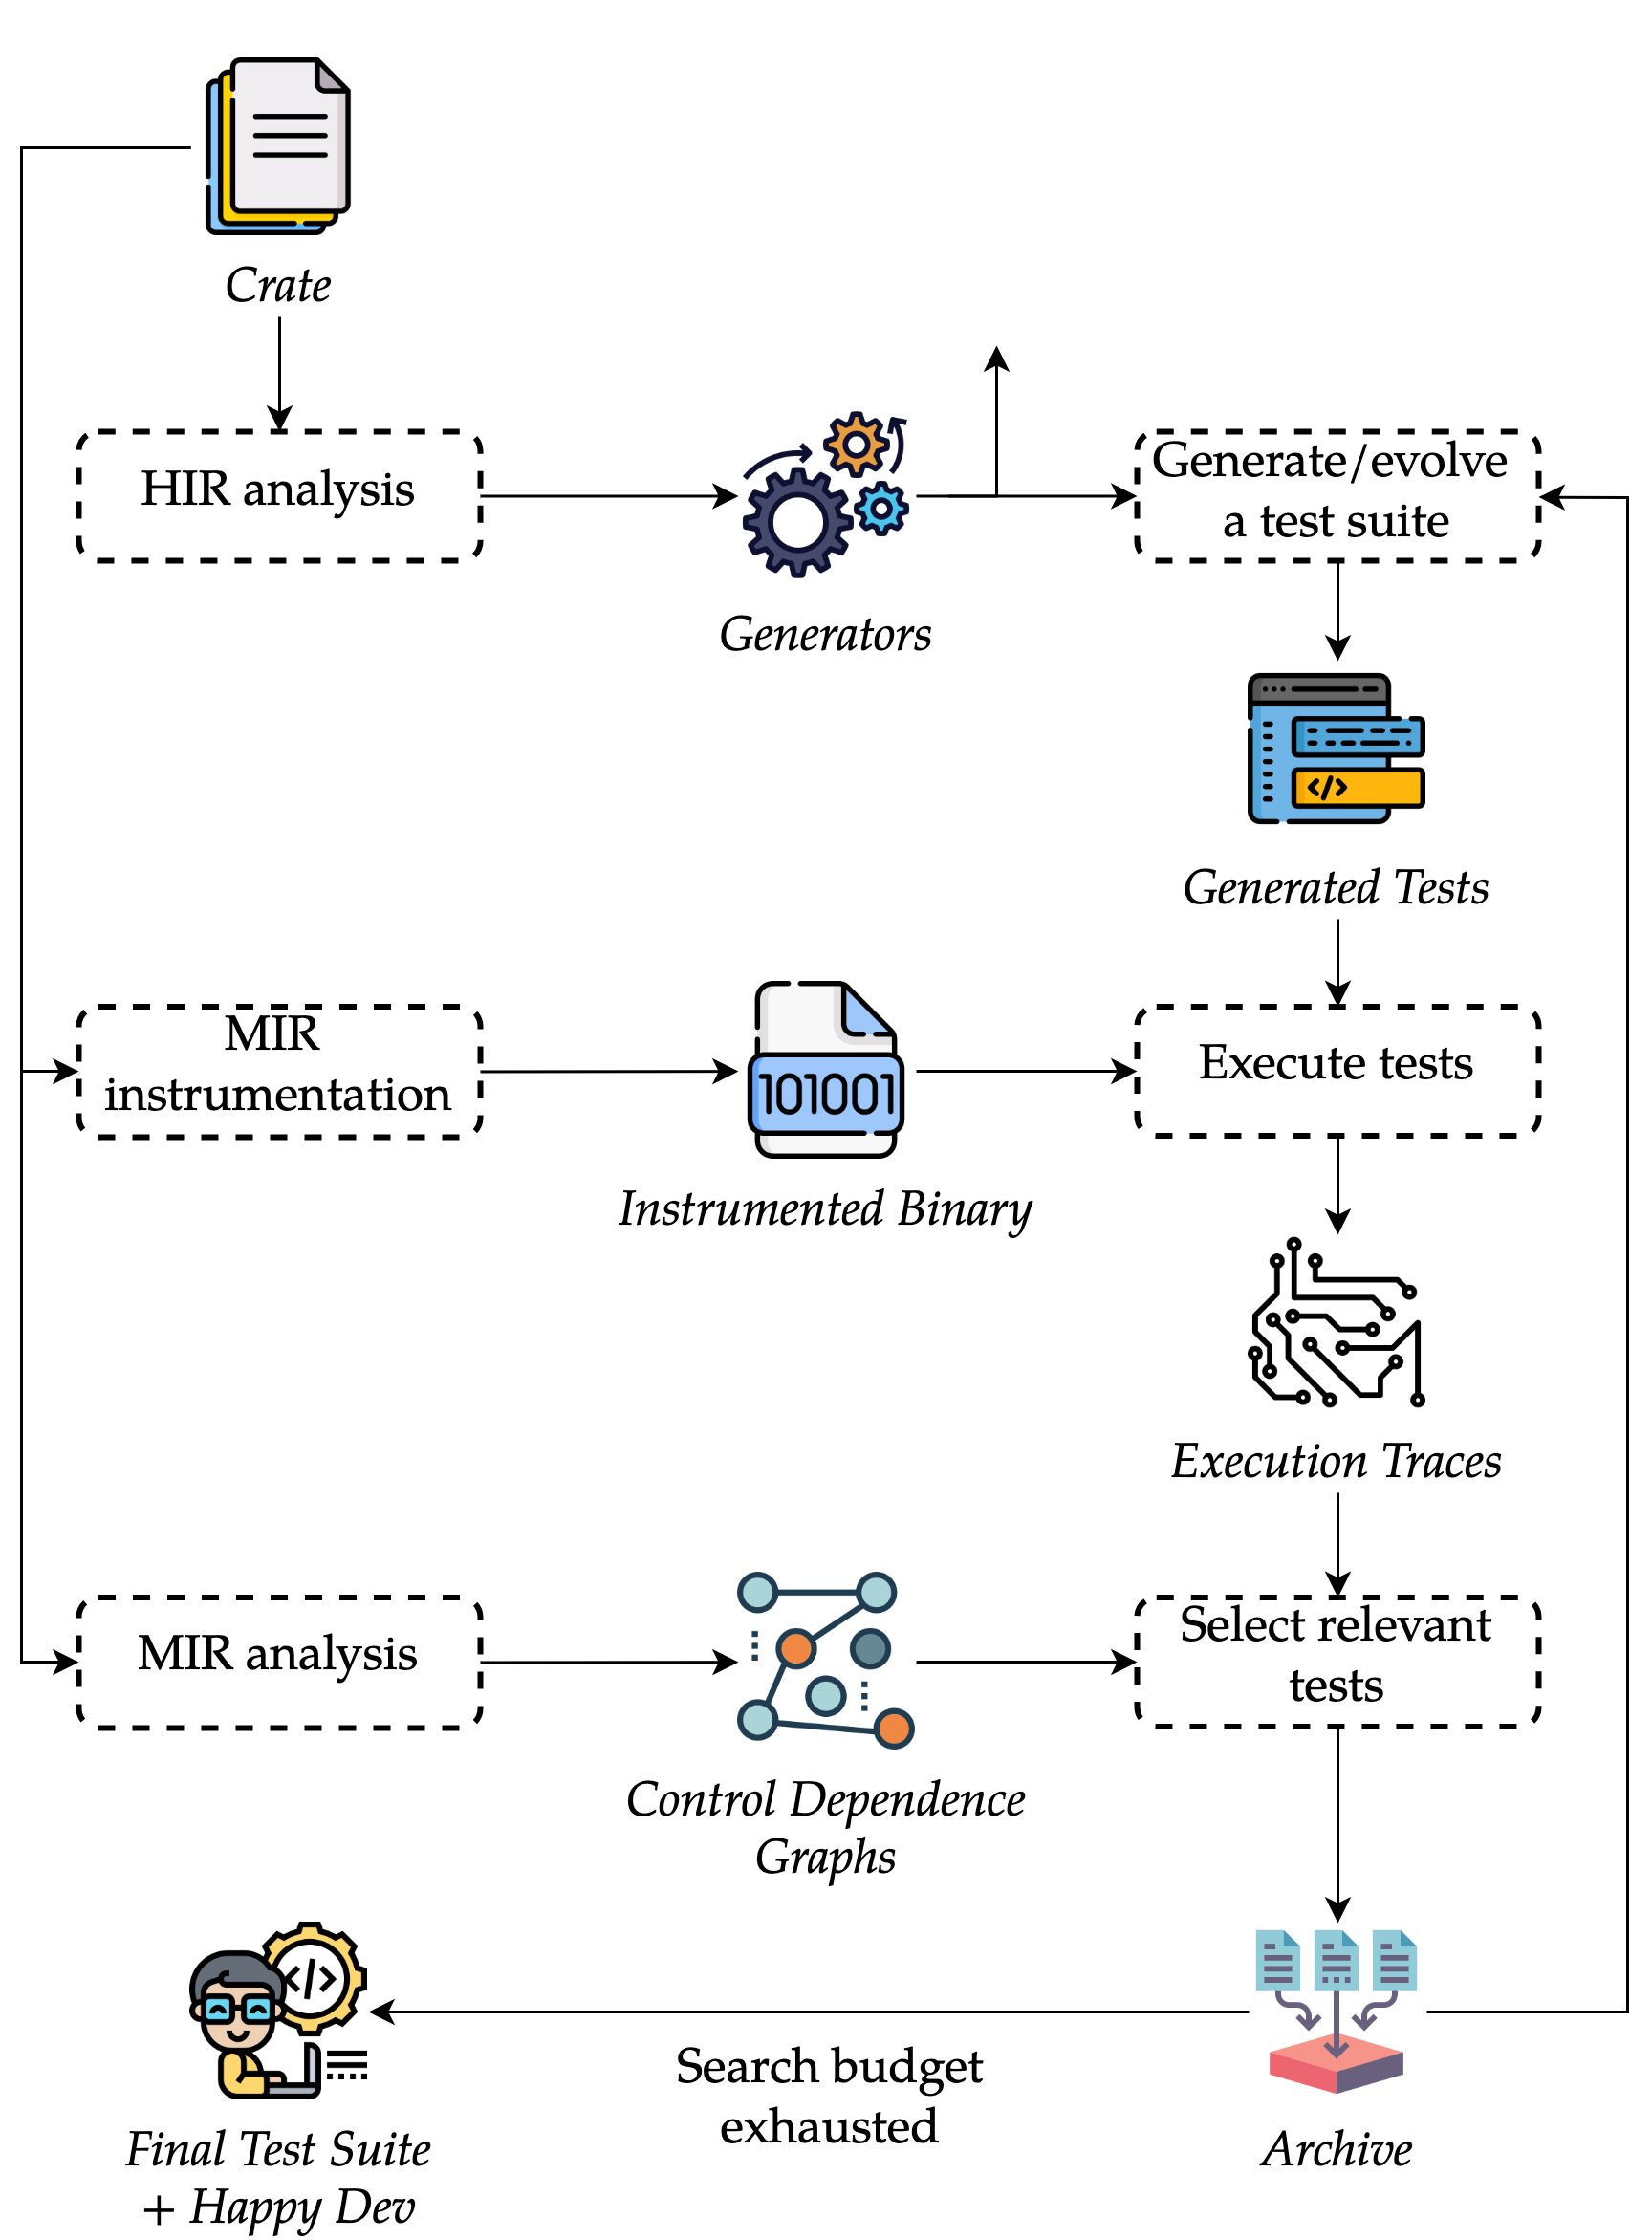 Crate
HIR analysis
Generators
Generate/evolve
a test suite
</>
Generated Tests
MIR
instrumentation
101001
Instrumented Binary
Execute tests
Execution Traces
MIR analysis
Control Dependence
Graphs
Select relevant
tests
</>
Final Test Suite
+ Happy Dev
Search budget
exhausted
Archive